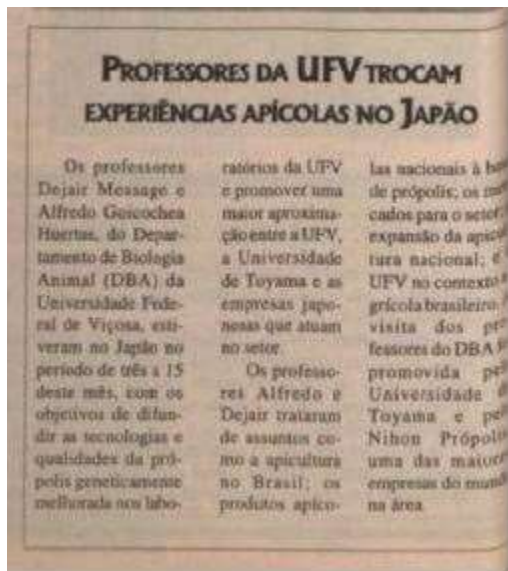 PROFESSORES DA UFV TROCAM
EXPERIÊNCIAS APÍCOLAS NO JAPÃO
Os professores
Dejair Message e
Alfredo Goicochea
Huertas, do Depar-
tamento de Biologia
Animal (DBA) da
Universidade Fede-
ral de Viçosa, esti-
veram no Japão no
período de três a 15
deste mês, com os
objetivos de difun-
dir as tecnologias e
qualidades da pró-
polis geneticamente
melhorada nos labo-
ratórios da UFV
e promover uma
maior aproxima-
ção entre a UFV,
a Universidade
de Toyama e as
empresas japo-
nesas que atuam
no setor.
Os professo-
res Alfredo e
Dejair trataram
de assuntos co-
mo a apicultura
no Brasil; os
produtos apíco-
las nacionais à
de própolis; os
cados para o setor;
expansão da apicul
tura nacional; e
UFV no contexto
grícola brasileiro.
visita dos
fessores do DBA
promovida
Universidade
Toyama e
Nihon Própolis
uma das maiores
empresas do mundo
na área.